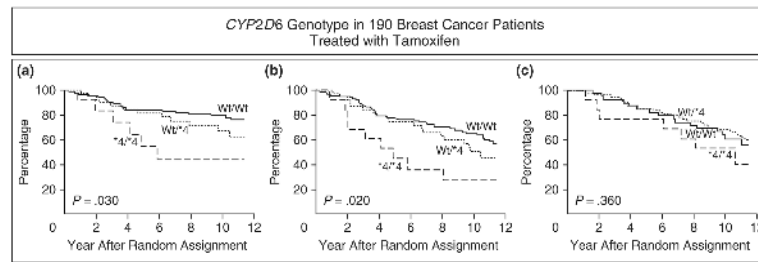 CYP2D6 Genotype in 190 Breast Cancer Patients
Treated with Tamoxifen
(a)
100
80
60
40
20
0
Percentage
Wt/Wt
Wt/*4
*4/*4
P = .030
0 2 4 6 8 10 12
Year After Random Assignment
(b)
100
80
60
40
20
Percentage
Wt/Wt
Wt/*4
*4/*4
P = .020
0 2 4 6 8 10 12
Year After Random Assignment
(c)
100
80
60
40
20
Percentage
Wt/*4
Wt/Wt
*4/*4
P = .360
0 2 4 6 8 10 12
Year After Random Assignment